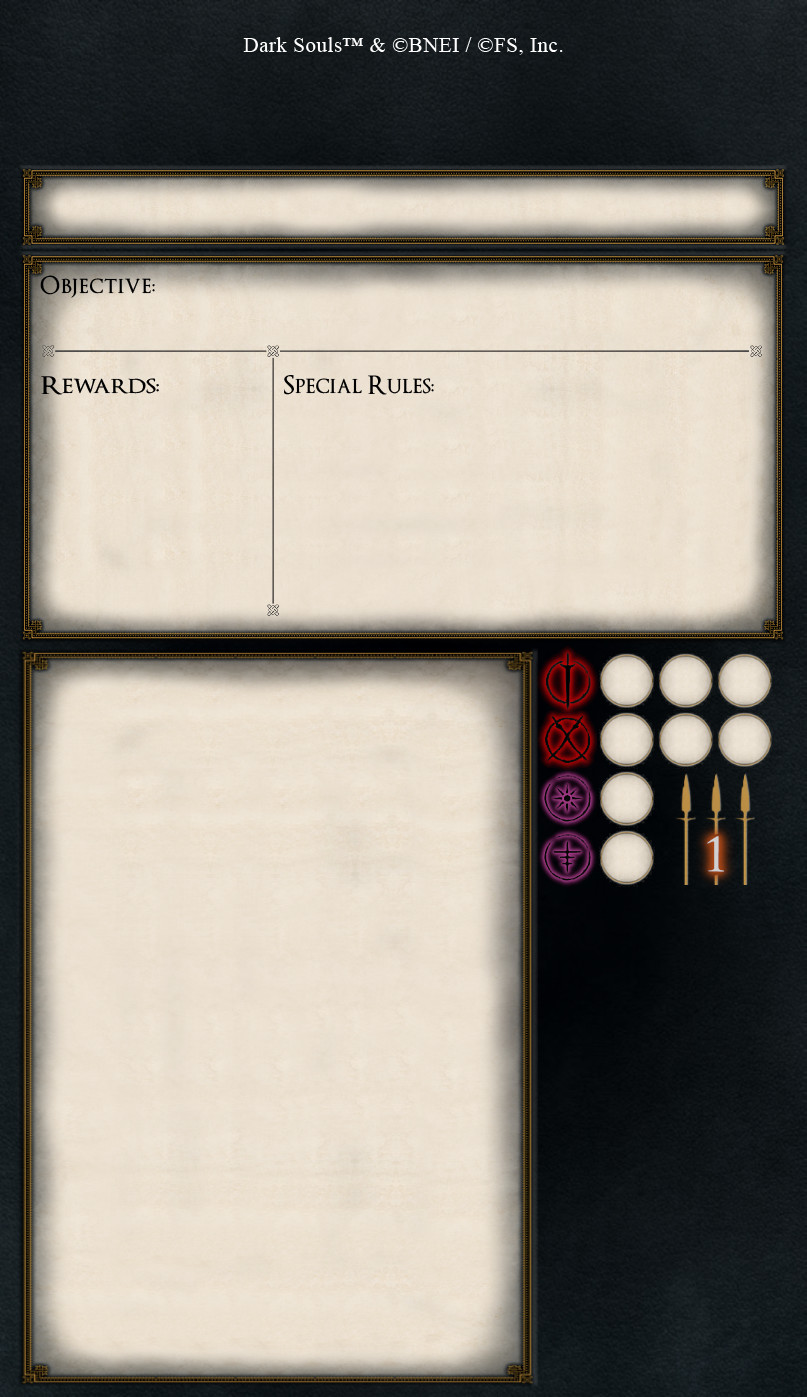 Dark Souls™ & ©BNEI / ©FS, Inc.
Objective:
Rewards:
Special Rules:
1